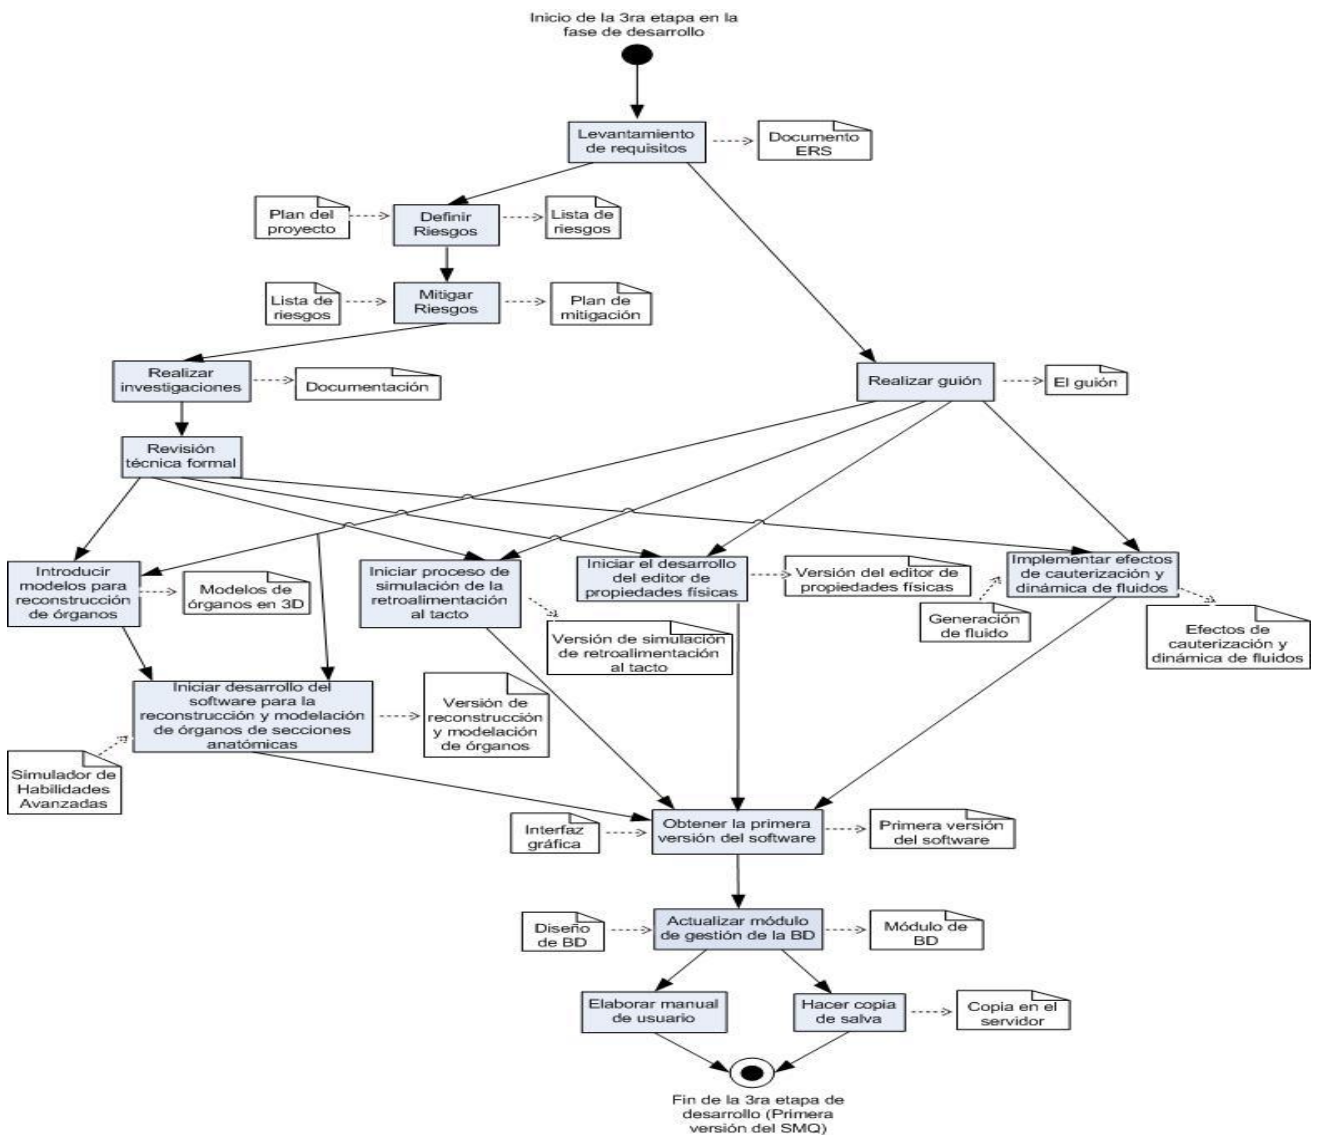 Inicio de la 3ra etapa en la
fase de desarrollo
Levantamiento
de requisitos
Documento
ERS
Plan del
proyecto
Definir
Riesgos
Lista de
riesgos
Lista de
riesgos
Mitigar
Riesgos
Plan de
mitigación
Realizar
investigaciones
Documentación
Realizar guión
El guión
Revisión
técnica formal
Introducir
modelos para
reconstrucción
de órganos
Modelos de
órganos en 3D
Iniciar proceso de
simulación de la
retroalimentación
al tacto
Versión de simulación
de retroalimentación
al tacto
Iniciar el desarrollo
del editor de
propiedades físicas
Versión del editor de
propiedades físicas
Implementar efectos
de cauterización y
dinámica de fluidos
Generación
de fluido
Efectos de
cauterización y
dinámica de fluidos
Iniciar desarrollo del
software para la
reconstrucción y modelación
de órganos de secciones
anatómicas
Versión de
reconstrucción
y modelación
de órganos
Simulador de
Habilidades
Avanzadas
Interfaz
gráfica
Obtener la primera
versión del software
Primera versión
del software
Diseño
de BD
Actualizar módulo
de gestión de la BD
Módulo de
BD
Elaborar manual
de usuario
Hacer copia
de salva
Copia en el
servidor
Fin de la 3ra etapa de
desarrollo (Primera
versión del SMQ)